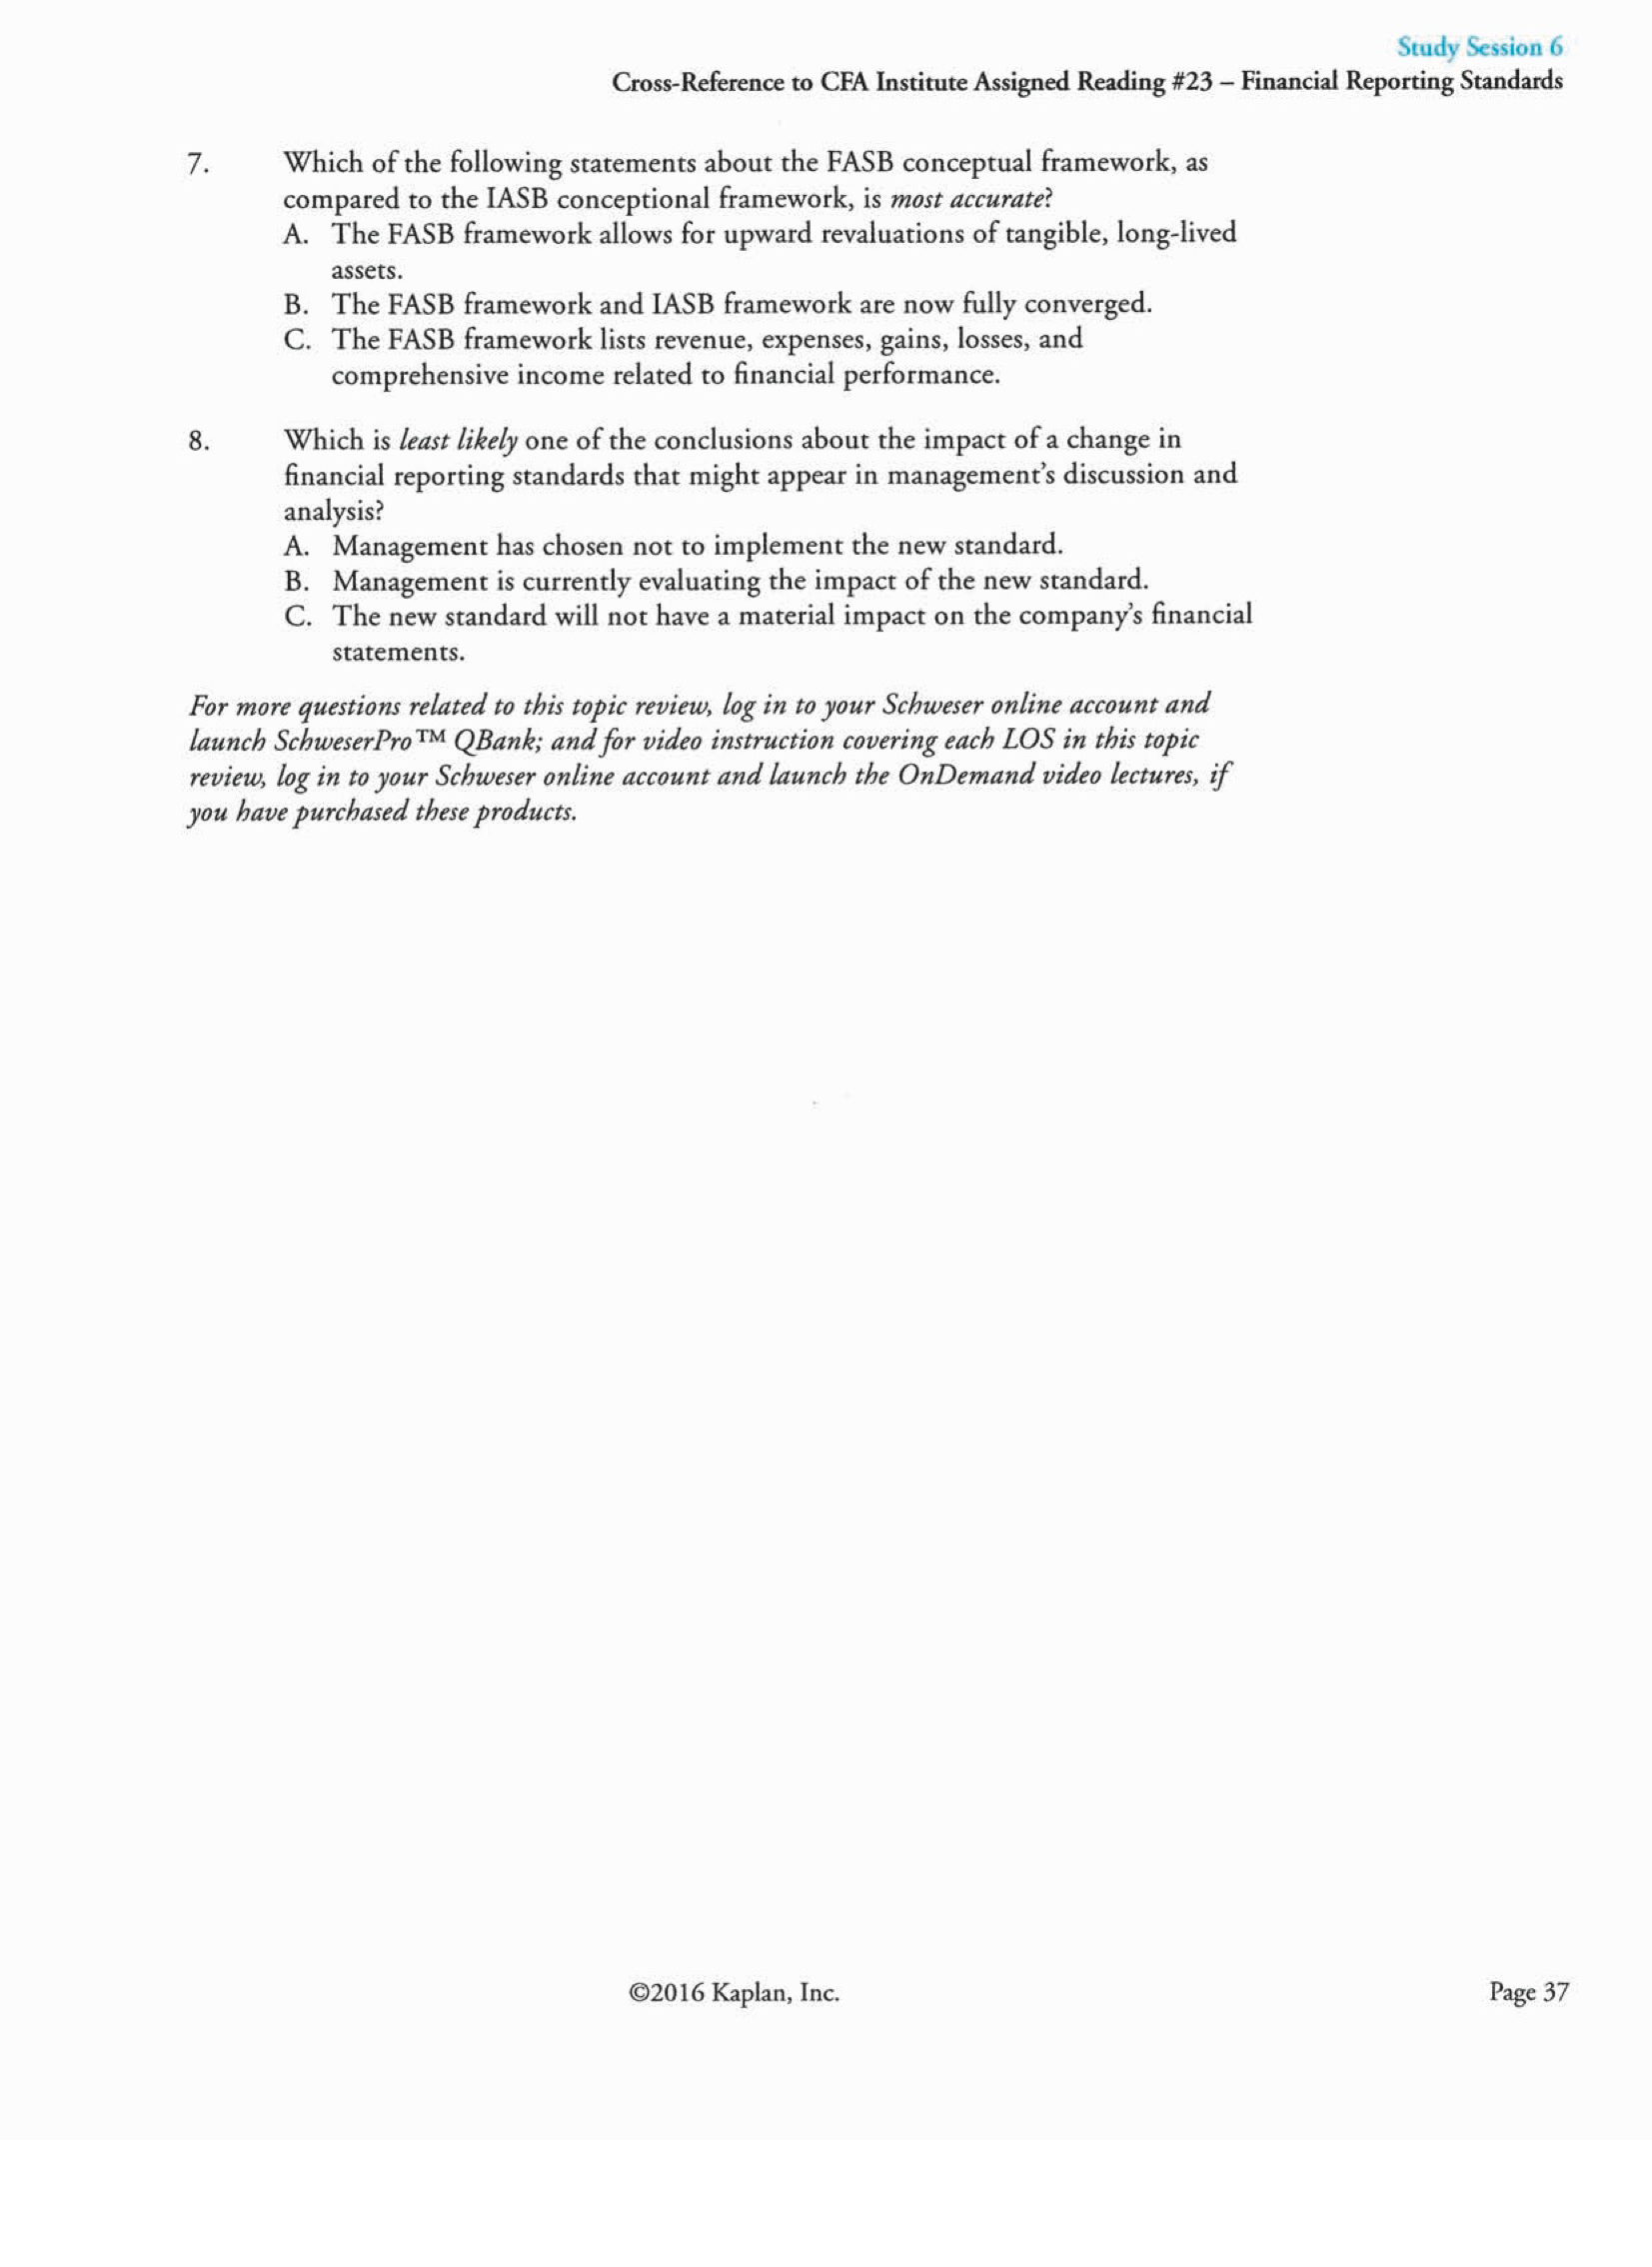 Study Session 6
Cross-Reference to CFA Institute Assigned Reading #23 – Financial Reporting Standards
7. Which of the following statements about the FASB conceptual framework, as
compared to the IASB conceptional framework, is most accurate?
A. The FASB framework allows for upward revaluations of tangible, long-lived
assets.
B. The FASB framework and IASB framework are now fully converged.
C. The FASB framework lists revenue, expenses, gains, losses, and
comprehensive income related to financial performance.
8. Which is least likely one of the conclusions about the impact of a change in
financial reporting standards that might appear in management's discussion and
analysis?
A. Management has chosen not to implement the new standard.
B. Management is currently evaluating the impact of the new standard.
C. The new standard will not have a material impact on the company's financial
statements.
For more questions related to this topic review, log in to your Schweser online account and
launch SchweserPro™ QBank; and for video instruction covering each LOS in this topic
review, log in to your Schweser online account and launch the OnDemand video lectures, if
you have purchased these products.
©2016 Kaplan, Inc.
Page 37